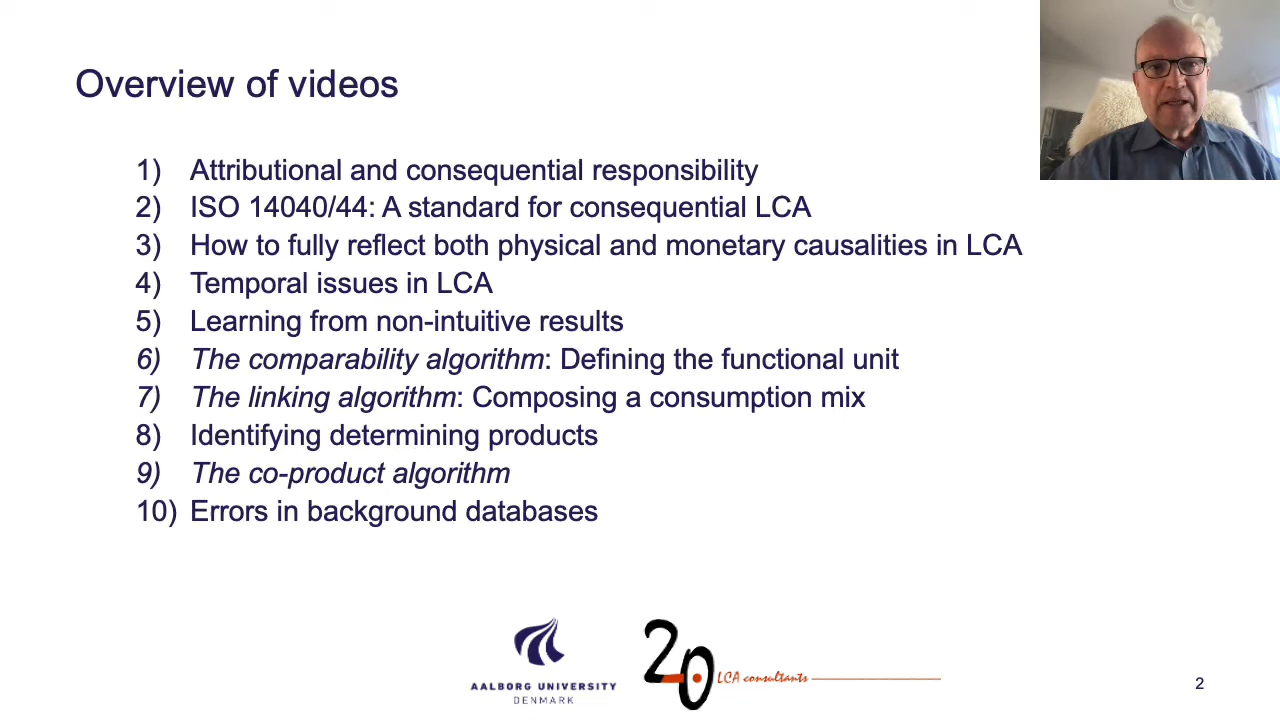 Overview of videos
1) Attributional and consequential responsibility
2) ISO 14040/44: A standard for consequential LCA
3) How to fully reflect both physical and monetary causalities in LCA
4) Temporal issues in LCA
5) Learning from non-intuitive results
6) The comparability algorithm: Defining the functional unit
7) The linking algorithm: Composing a consumption mix
8) Identifying determining products
9) The co-product algorithm
10) Errors in background databases
AALBORG UNIVERSITY
DENMARK
2.0 LCA consultants
2